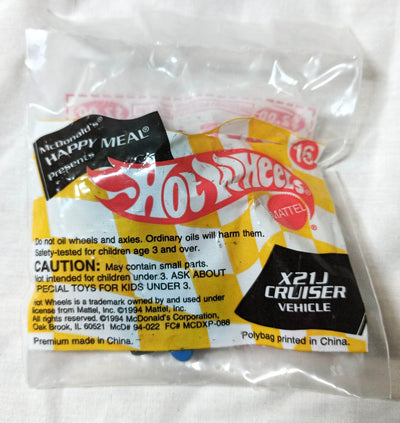 McDonald's®
HAPPY MEAL®
Presents
HOT WHEELS®
16
MATTEL
Do not oil wheels and axles. Ordinary oils will harm them.
Safety-tested for children age 3 and over.
CAUTION: May contain small parts.
not intended for children under 3. ASK ABOUT
PECIAL TOYS FOR KIDS UNDER 3.
Hot Wheels is a trademark owned by and used under
license from Mattel, Inc. ©1994 Mattel, Inc.
All rights reserved. ©1994 McDonald's Corporation,
Oak Brook, IL 60521 McD# 94-022 FC# MCDXP-088
Premium made in China.
X21J
CRUISER
VEHICLE
Polybag printed in China.